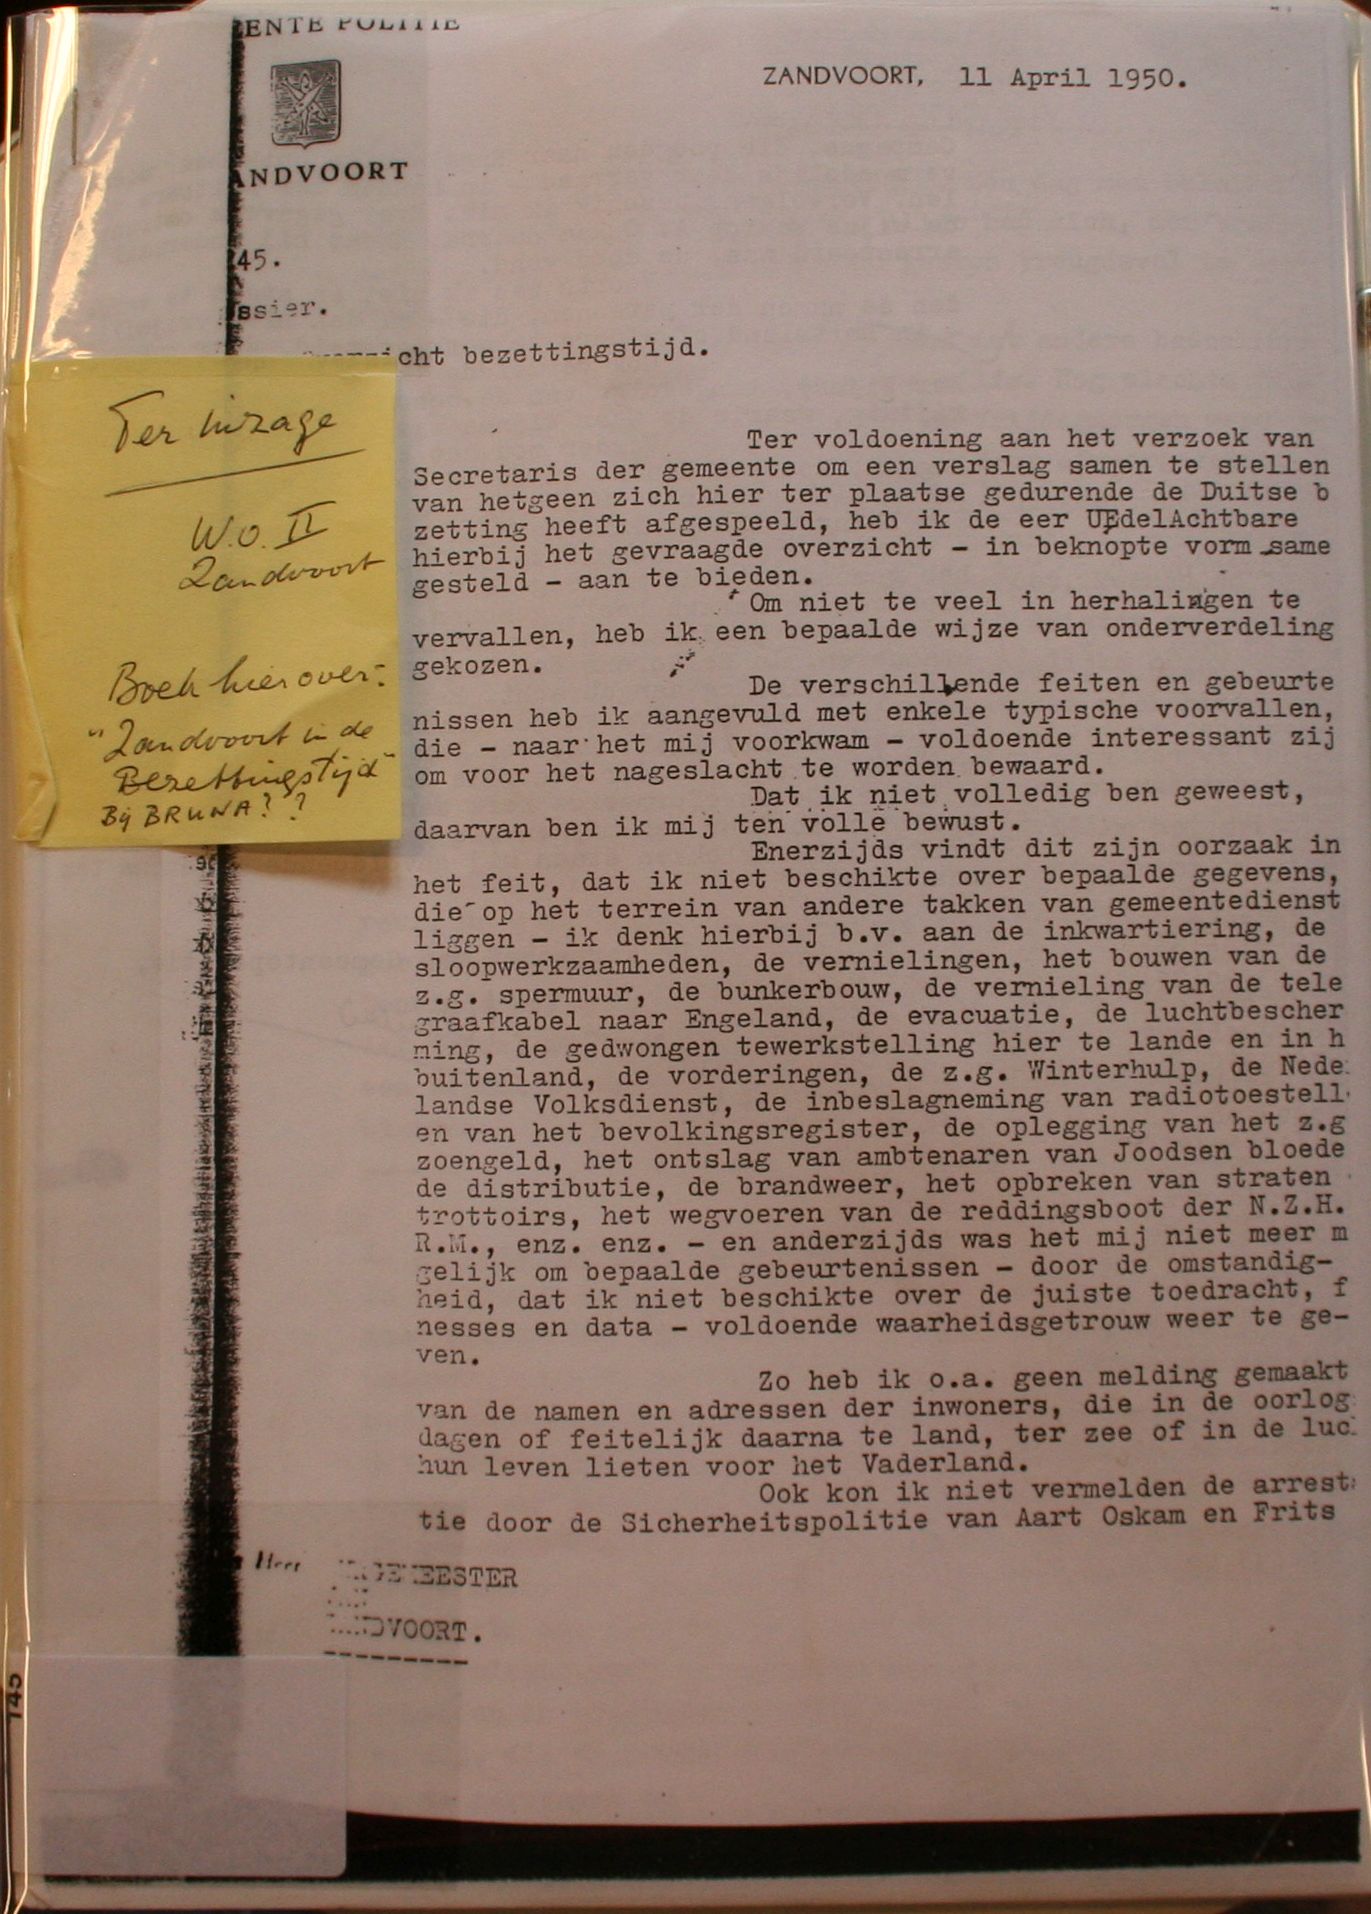 ENTE POLITIE
ZANDVOORT, 11 April 1950.
ANDVOORT
45.
ssier.
cht bezettingstijd.
Ter inzage
W.O. II
Zandvoort
Boek hierover:
"Zandvoort in de
Bezettingstijd"
Bij BRUNA??
Ter voldoening aan het verzoek van
Secretaris der gemeente om een verslag samen te stellen
van hetgeen zich hier ter plaatse gedurende de Duitse b
zetting heeft afgespeeld, heb ik de eer UEdelAchtbare
hierbij het gevraagde overzicht - in beknopte vorm same
gesteld - aan te bieden.
Om niet te veel in herhalingen te
vervallen, heb ik een bepaalde wijze van onderverdeling
gekozen.
De verschillende feiten en gebeurte
nissen heb ik aangevuld met enkele typische voorvallen,
die - naar het mij voorkwam - voldoende interessant zij
om voor het nageslacht te worden bewaard.
Dat ik niet volledig ben geweest,
daarvan ben ik mij ten volle bewust.
Enerzijds vindt dit zijn oorzaak in
het feit, dat ik niet beschikte over bepaalde gegevens,
die op het terrein van andere takken van gemeentedienst
liggen - ik denk hierbij b.v. aan de inkwartiering, de
sloopwerkzaamheden, de vernielingen, het bouwen van de
z.g. spermuur, de bunkerbouw, de vernieling van de tele
graafkabel naar Engeland, de evacuatie, de luchtbescher
ming, de gedwongen tewerkstelling hier te lande en in h
buitenland, de vorderingen, de z.g. Winterhulp, de Nede
landse Volksdienst, de inbeslagneming van radiotoestell
en van het bevolkingsregister, de oplegging van het z.g
zoengeld, het ontslag van ambtenaren van Joodsen bloede
de distributie, de brandweer, het opbreken van straten
trottoirs, het wegvoeren van de reddingsboot der N.Z.H.
R.M., enz. enz. - en anderzijds was het mij niet meer m
gelijk om bepaalde gebeurtenissen - door de omstandig-
heid, dat ik niet beschikte over de juiste toedracht, f
nesses en data - voldoende waarheidsgetrouw weer te ge-
ven.
Zo heb ik o.a. geen melding gemaakt
van de namen en adressen der inwoners, die in de oorlog
dagen of feitelijk daarna te land, ter zee of in de luc
hun leven lieten voor het Vaderland.
Ook kon ik niet vermelden de arrest
tie door de Sicherheitspolitie van Aart Oskam en Frits
Heer
EESTER
DVOORT.
145